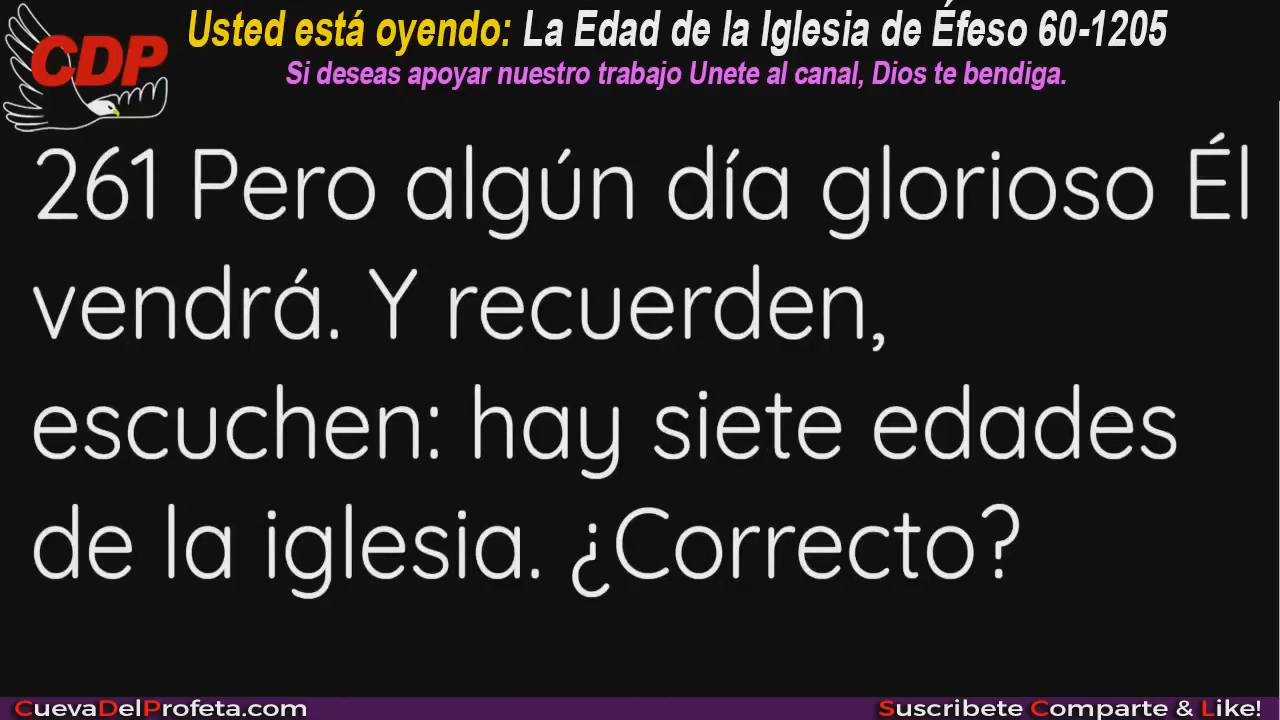 CDP
Usted está oyendo: La Edad de la Iglesia de Éfeso 60-1205
Si deseas apoyar nuestro trabajo Unete al canal, Dios te bendiga.
261 Pero algún día glorioso Él
vendrá. Y recuerden,
escuchen: hay siete edades
de la iglesia. ¿Correcto?
CuevaDelProfeta.com
Suscribete Comparte & Like!